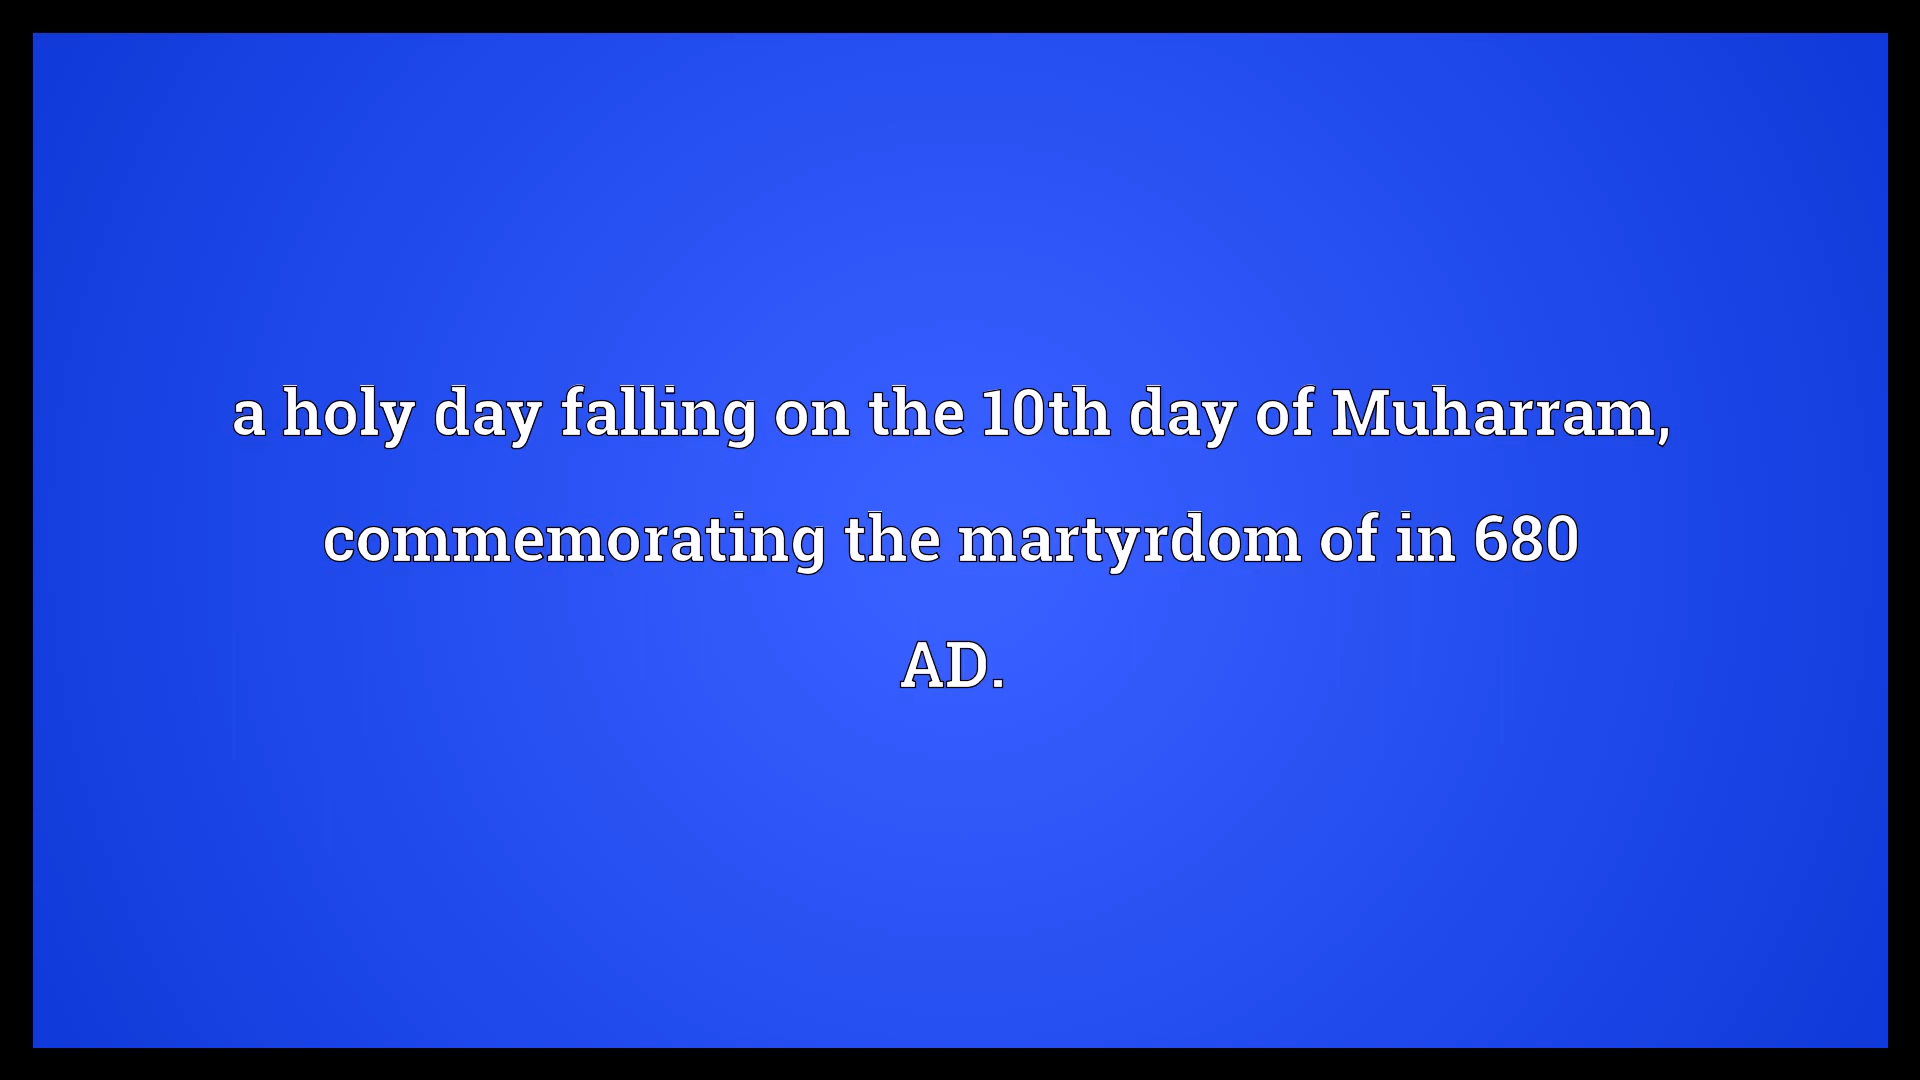 a holy day falling on the 10th day of Muharram,
commemorating the martyrdom of in 680
AD.